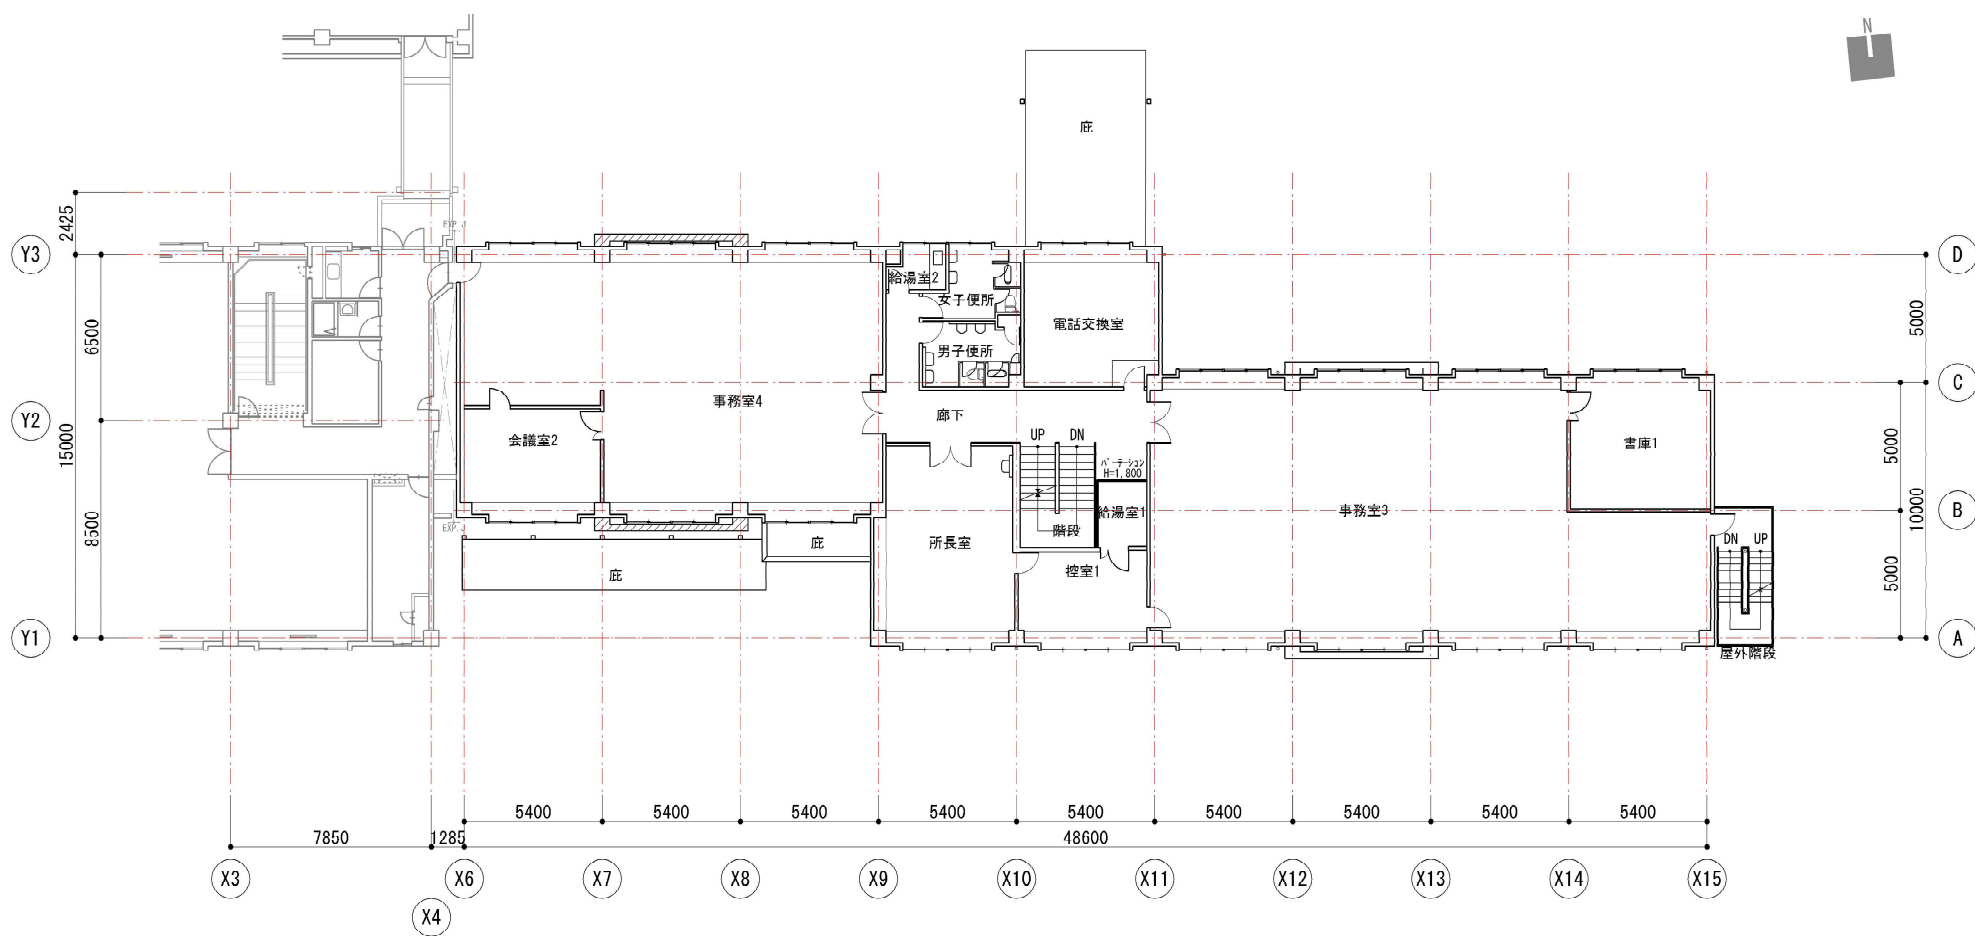 N
庇
2425
EXP.J
Y3
D
給湯室2
女子便所
電話交換室
6500
5000
男子便所
C
事務室4
廊下
Y2
会議室2
UP
DN
書庫1
15000
パーテーション
H=1,800
5000
給湯室1
事務室3
10000
B
EXP.J
8500
階段
所長室
DN
UP
庇
控室1
庇
5000
Y1
A
屋外階段
5400
5400
5400
5400
5400
5400
5400
5400
5400
7850
1285
48600
X3
X6
X7
X8
X9
X10
X11
X12
X13
X14
X15
X4